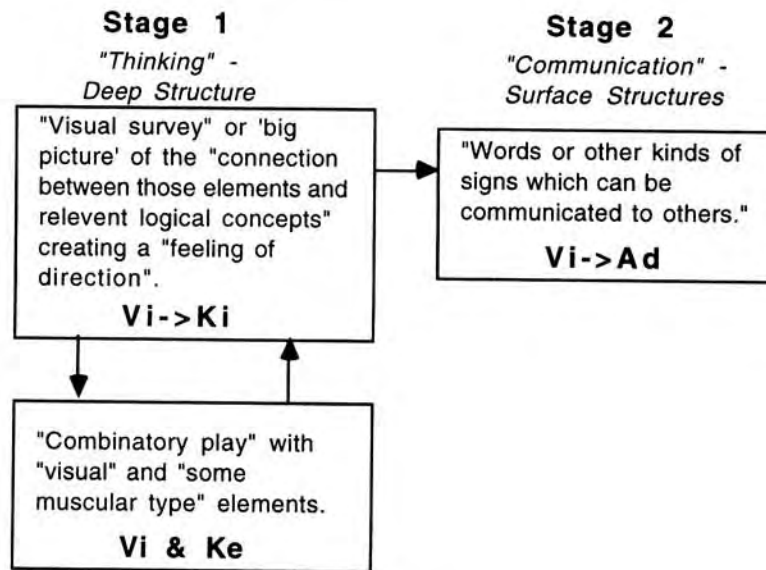 Stage 1
"Thinking" -
Deep Structure
"Visual survey" or 'big
picture' of the "connection
between those elements and
relevent logical concepts"
creating a "feeling of
direction".
Vi->Ki
"Combinatory play" with
"visual" and "some
muscular type" elements.
Vi & Ke
Stage 2
"Communication" -
Surface Structures
"Words or other kinds of
signs which can be
communicated to others."
Vi->Ad